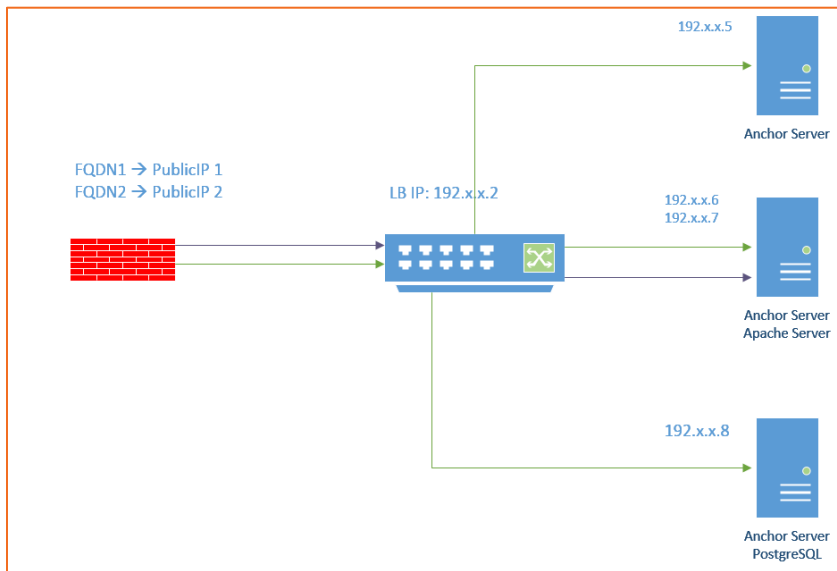 192.x.x.5
Anchor Server
FQDN1 → PublicIP 1
FQDN2 → PublicIP 2
LB IP: 192.x.x.2
192.x.x.6
192.x.x.7
Anchor Server
Apache Server
192.x.x.8
Anchor Server
PostgreSQL